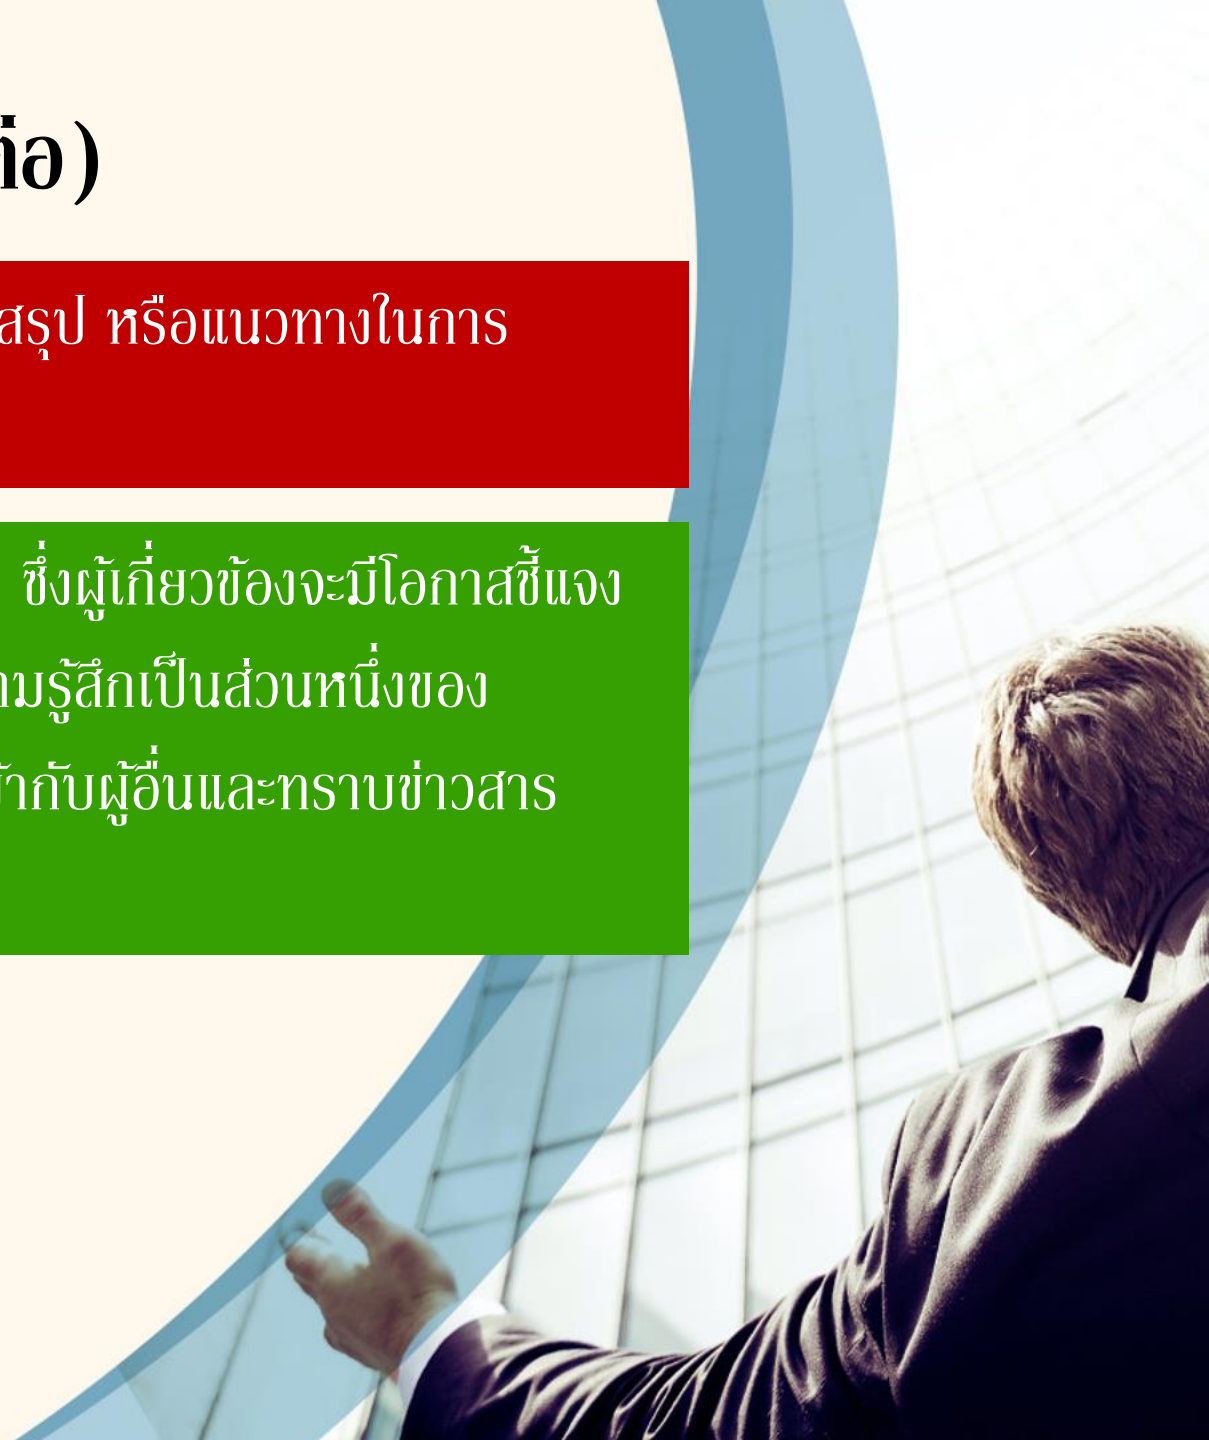 ต่อ)
สรุป หรือแนวทางในการ
ซึ่งผู้เกี่ยวข้องจะมีโอกาสชี้แจง
ามรู้สึกเป็นส่วนหนึ่งของ
ข้ากับผู้อื่นและทราบข่าวสาร